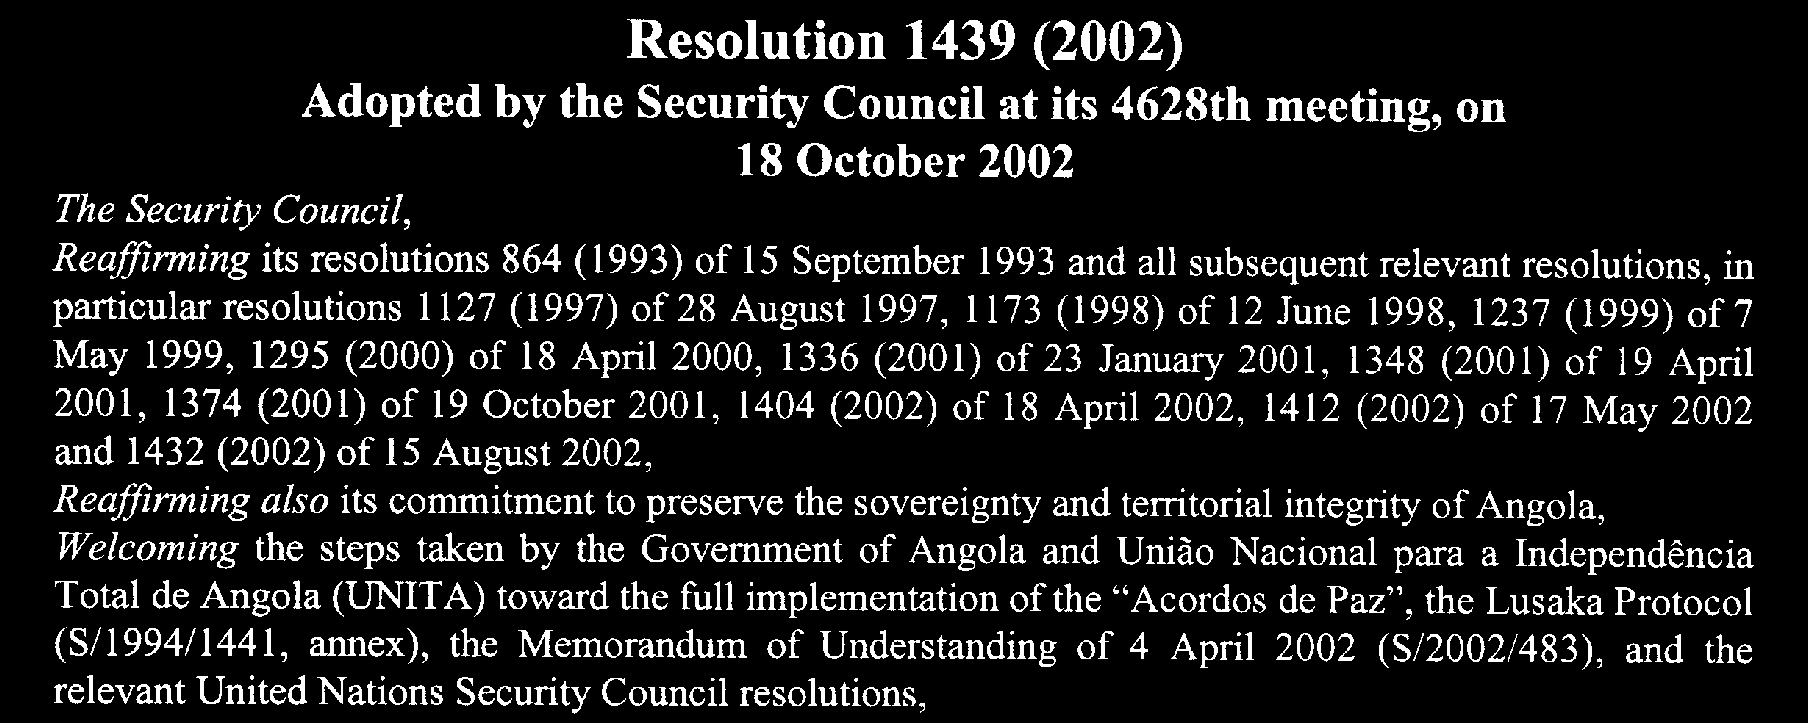 Resolution 1439 (2002)
Adopted by the Security Council at its 4628th meeting, on
18 October 2002
The Security Council,
Reaffirming its resolutions 864 (1993) of 15 September 1993 and all subsequent relevant resolutions, in
particular resolutions 1127 (1997) of 28 August 1997, 1173 (1998) of 12 June 1998, 1237 (1999) of 7
May 1999, 1295 (2000) of 18 April 2000, 1336 (2001) of 23 January 2001, 1348 (2001) of 19 April
2001, 1374 (2001) of 19 October 2001, 1404 (2002) of 18 April 2002, 1412 (2002) of 17 May 2002
and 1432 (2002) of 15 August 2002,
Reaffirming also its commitment to preserve the sovereignty and territorial integrity of Angola,
Welcoming the steps taken by the Government of Angola and União Nacional para a Independência
Total de Angola (UNITA) toward the full implementation of the “Acordos de Paz”, the Lusaka Protocol
(S/1994/1441, annex), the Memorandum of Understanding of 4 April 2002 (S/2002/483), and the
relevant United Nations Security Council resolutions,